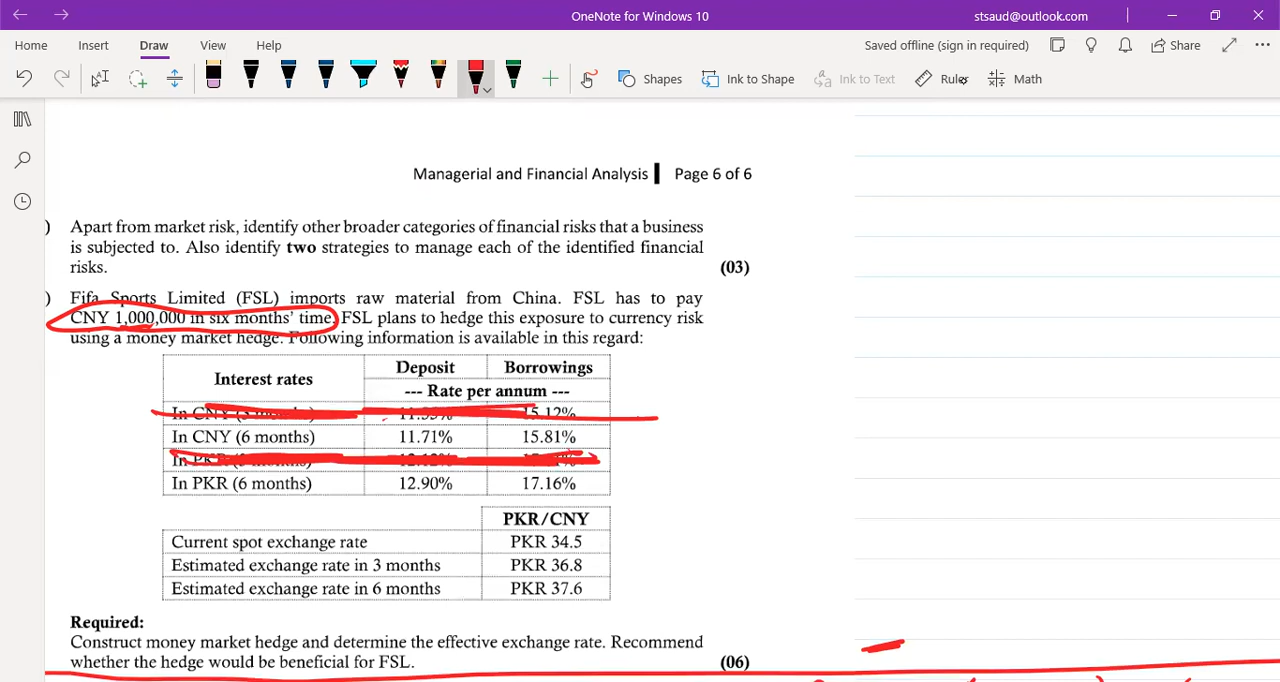 OneNote for Windows 10
stsaud@outlook.com
Home Insert Draw View Help
Saved offline (sign in required)
Share
Shapes
Ink to Shape
Ink to Text
Ruler
Math
Managerial and Financial Analysis Page 6 of 6
) Apart from market risk, identify other broader categories of financial risks that a business
is subjected to. Also identify two strategies to manage each of the identified financial
risks. (03)
) Fifa Sports Limited (FSL) imports raw material from China. FSL has to pay
CNY 1,000,000 in six months' time. FSL plans to hedge this exposure to currency risk
using a money market hedge. Following information is available in this regard:
Interest rates Deposit Borrowings
--- Rate per annum ---
In CNY 15.12%
In CNY (6 months) 11.71% 15.81%
In PKR
In PKR (6 months) 12.90% 17.16%
PKR/CNY
Current spot exchange rate PKR 34.5
Estimated exchange rate in 3 months PKR 36.8
Estimated exchange rate in 6 months PKR 37.6
Required:
Construct money market hedge and determine the effective exchange rate. Recommend
whether the hedge would be beneficial for FSL. (06)